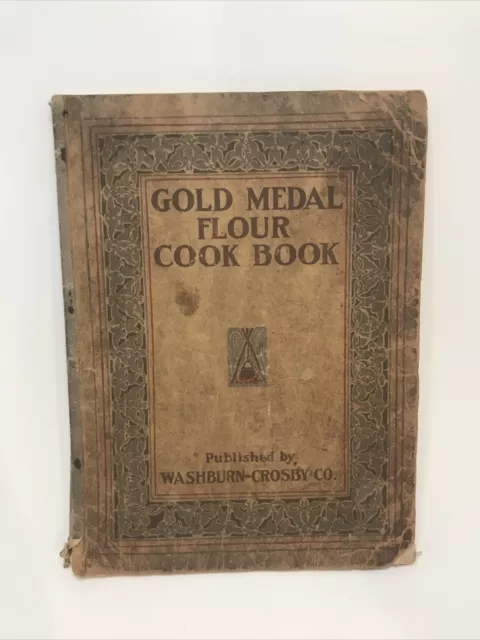 GOLD MEDAL
FLOUR
COOK BOOK
Published by
WASHBURN-CROSBY CO.